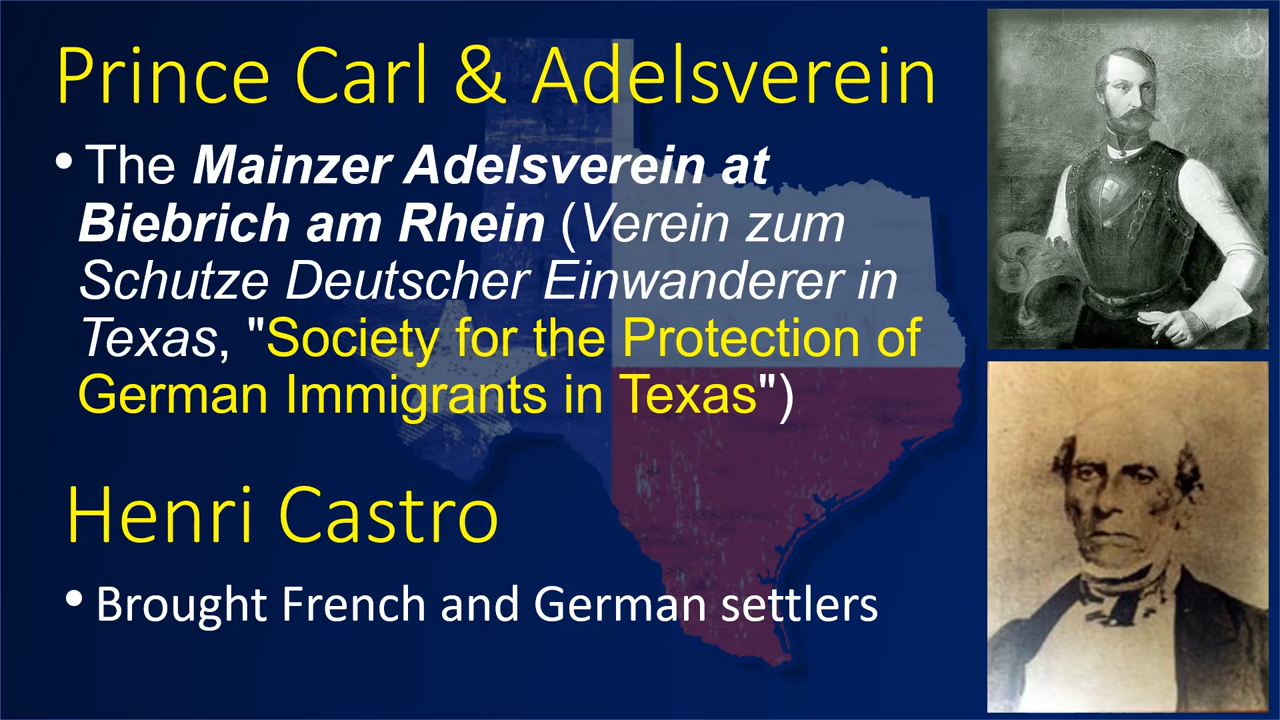 Prince Carl & Adelsverein
• The Mainzer Adelsverein at
Biebrich am Rhein (Verein zum
Schutze Deutscher Einwanderer in
Texas, "Society for the Protection of
German Immigrants in Texas")
Henri Castro
• Brought French and German settlers